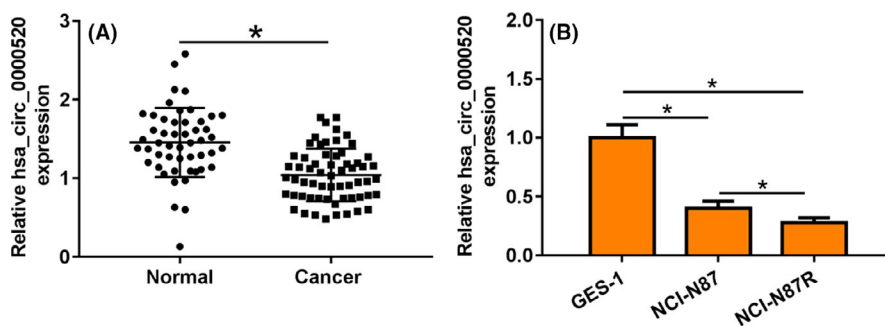 (A)
Relative hsa_circ_0000520
expression
3
2
1
0
*
Normal
Cancer
(B)
Relative hsa_circ_0000520
expression
2.0
1.5
1.0
0.5
0.0
*
*
*
GES-1
NCI-N87
NCI-N87R